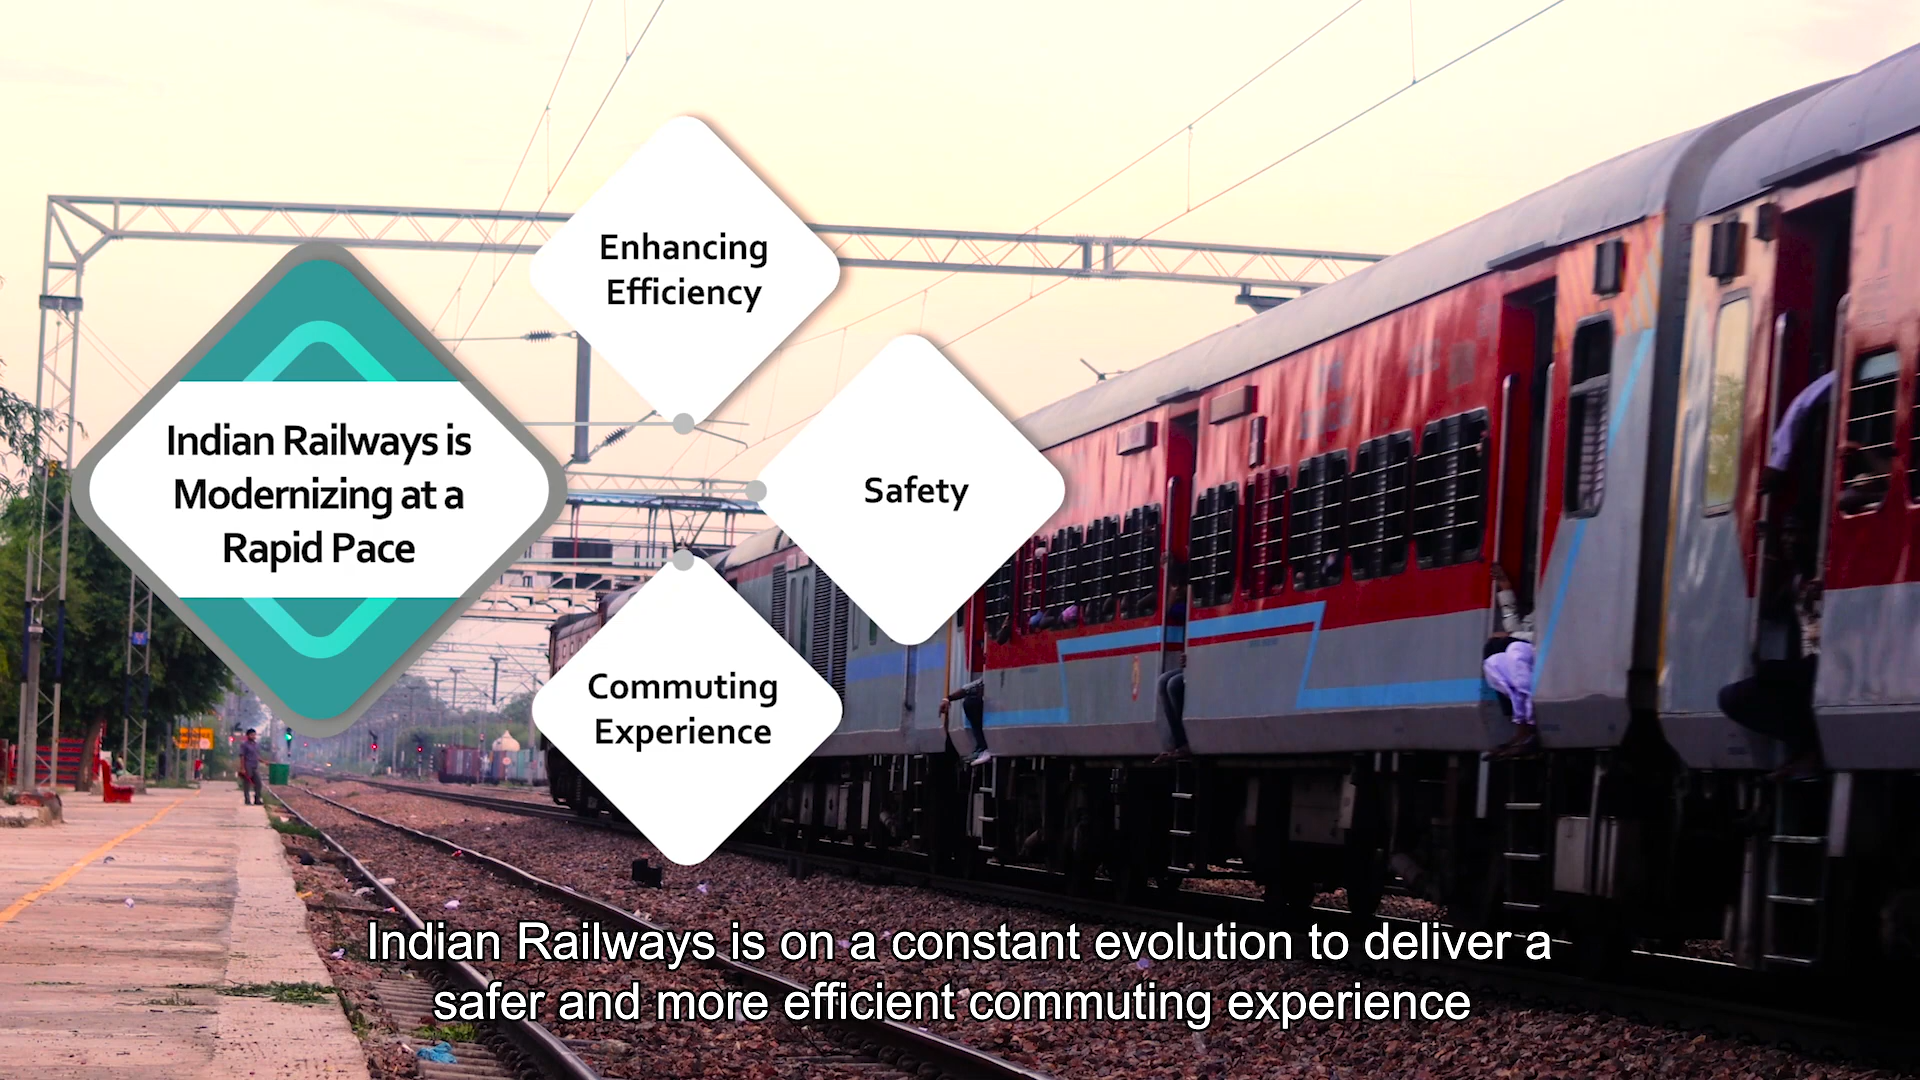 Indian Railways is
Modernizing at a
Rapid Pace
Enhancing
Efficiency
Safety
Commuting
Experience
Indian Railways is on a constant evolution to deliver a
safer and more efficient commuting experience